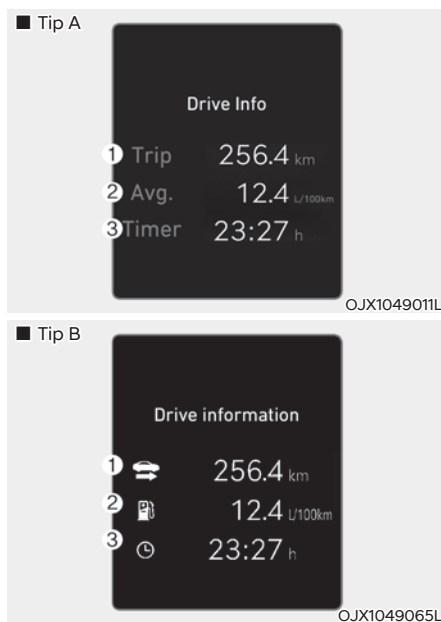 ■ Tip A
Drive Info
1 Trip 256.4 km
2 Avg. 12.4 L/100km
3 Timer 23:27 h
OJX1049011L
■ Tip B
Drive information
1 256.4 km
2 12.4 L/100km
3 23:27 h
OJX1049065L